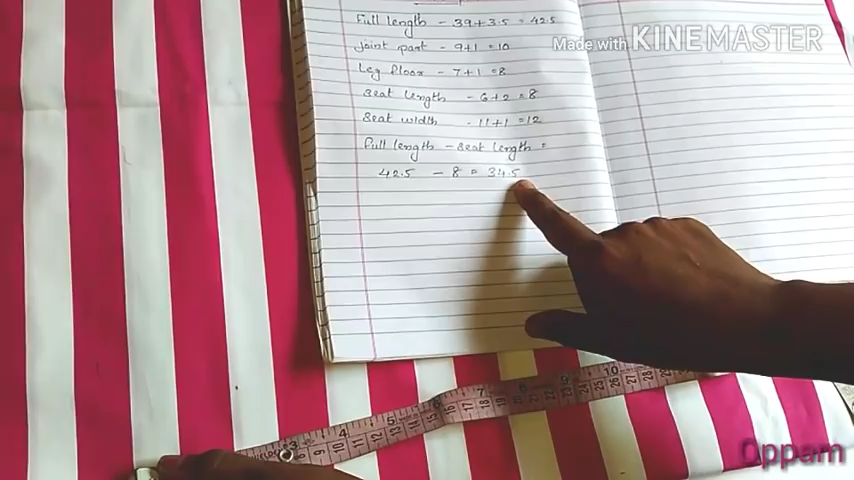 Full length - 39+3.5 = 42.5
Made with KINEMASTER
joint part - 9+1 = 10
Leg Floor - 7+1 = 8
Seat length - 6+2 = 8
Seat width - 11+1 = 12
Full length - seat length =
42.5 - 8 = 34.5
Oppam